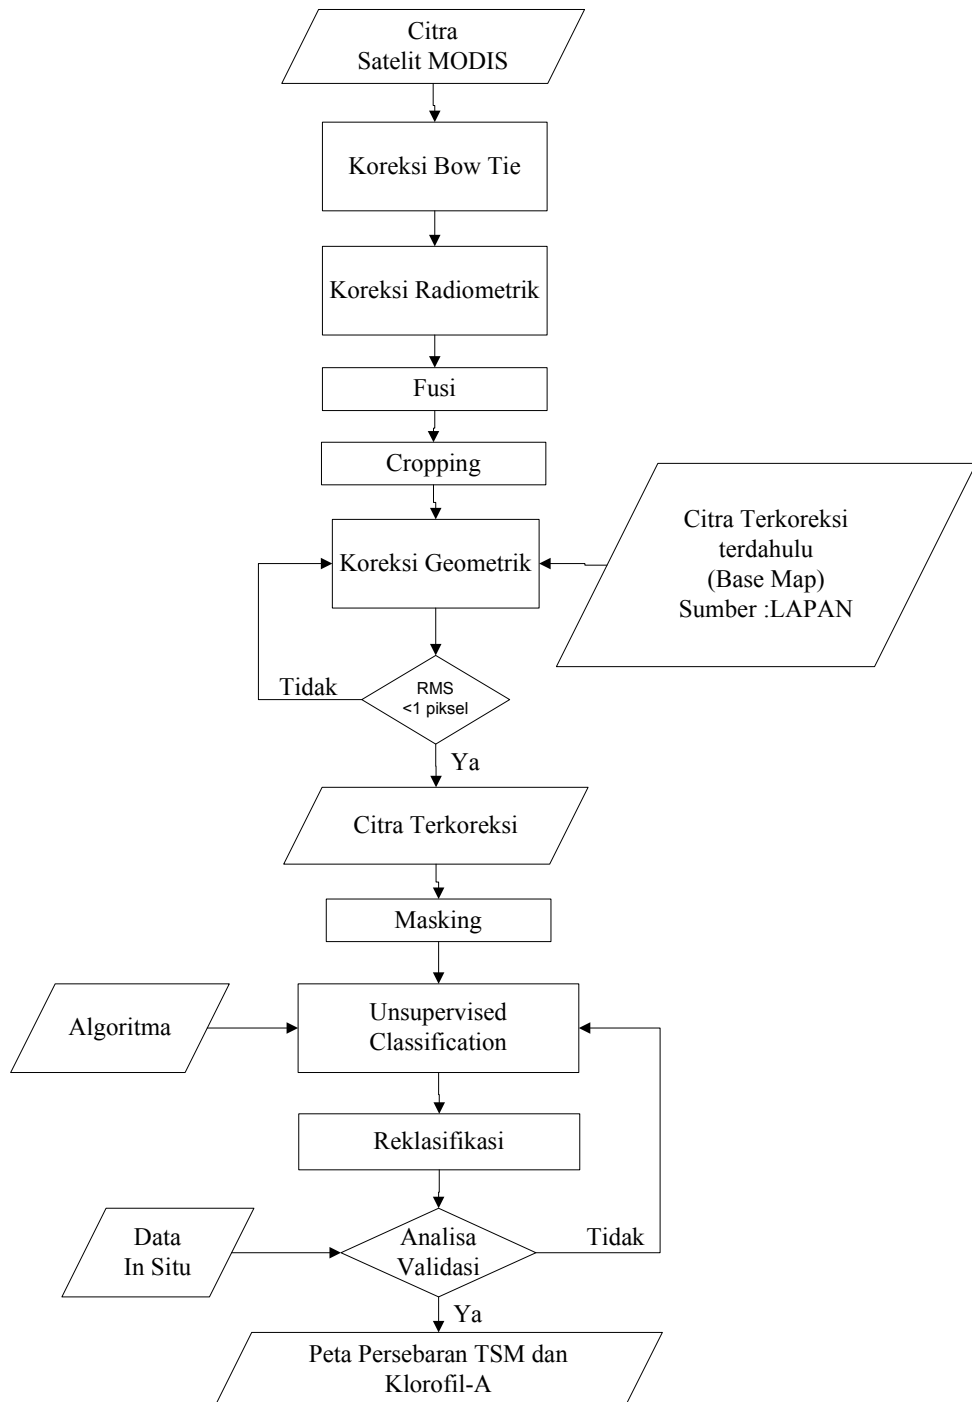 Citra
Satelit MODIS
Koreksi Bow Tie
Koreksi Radiometrik
Fusi
Cropping
Koreksi Geometrik
Citra Terkoreksi
terdahulu
(Base Map)
Sumber :LAPAN
Tidak
RMS
<1 piksel
Ya
Citra Terkoreksi
Masking
Algoritma
Unsupervised
Classification
Reklasifikasi
Data
In Situ
Analisa
Validasi
Tidak
Ya
Peta Persebaran TSM dan
Klorofil-A